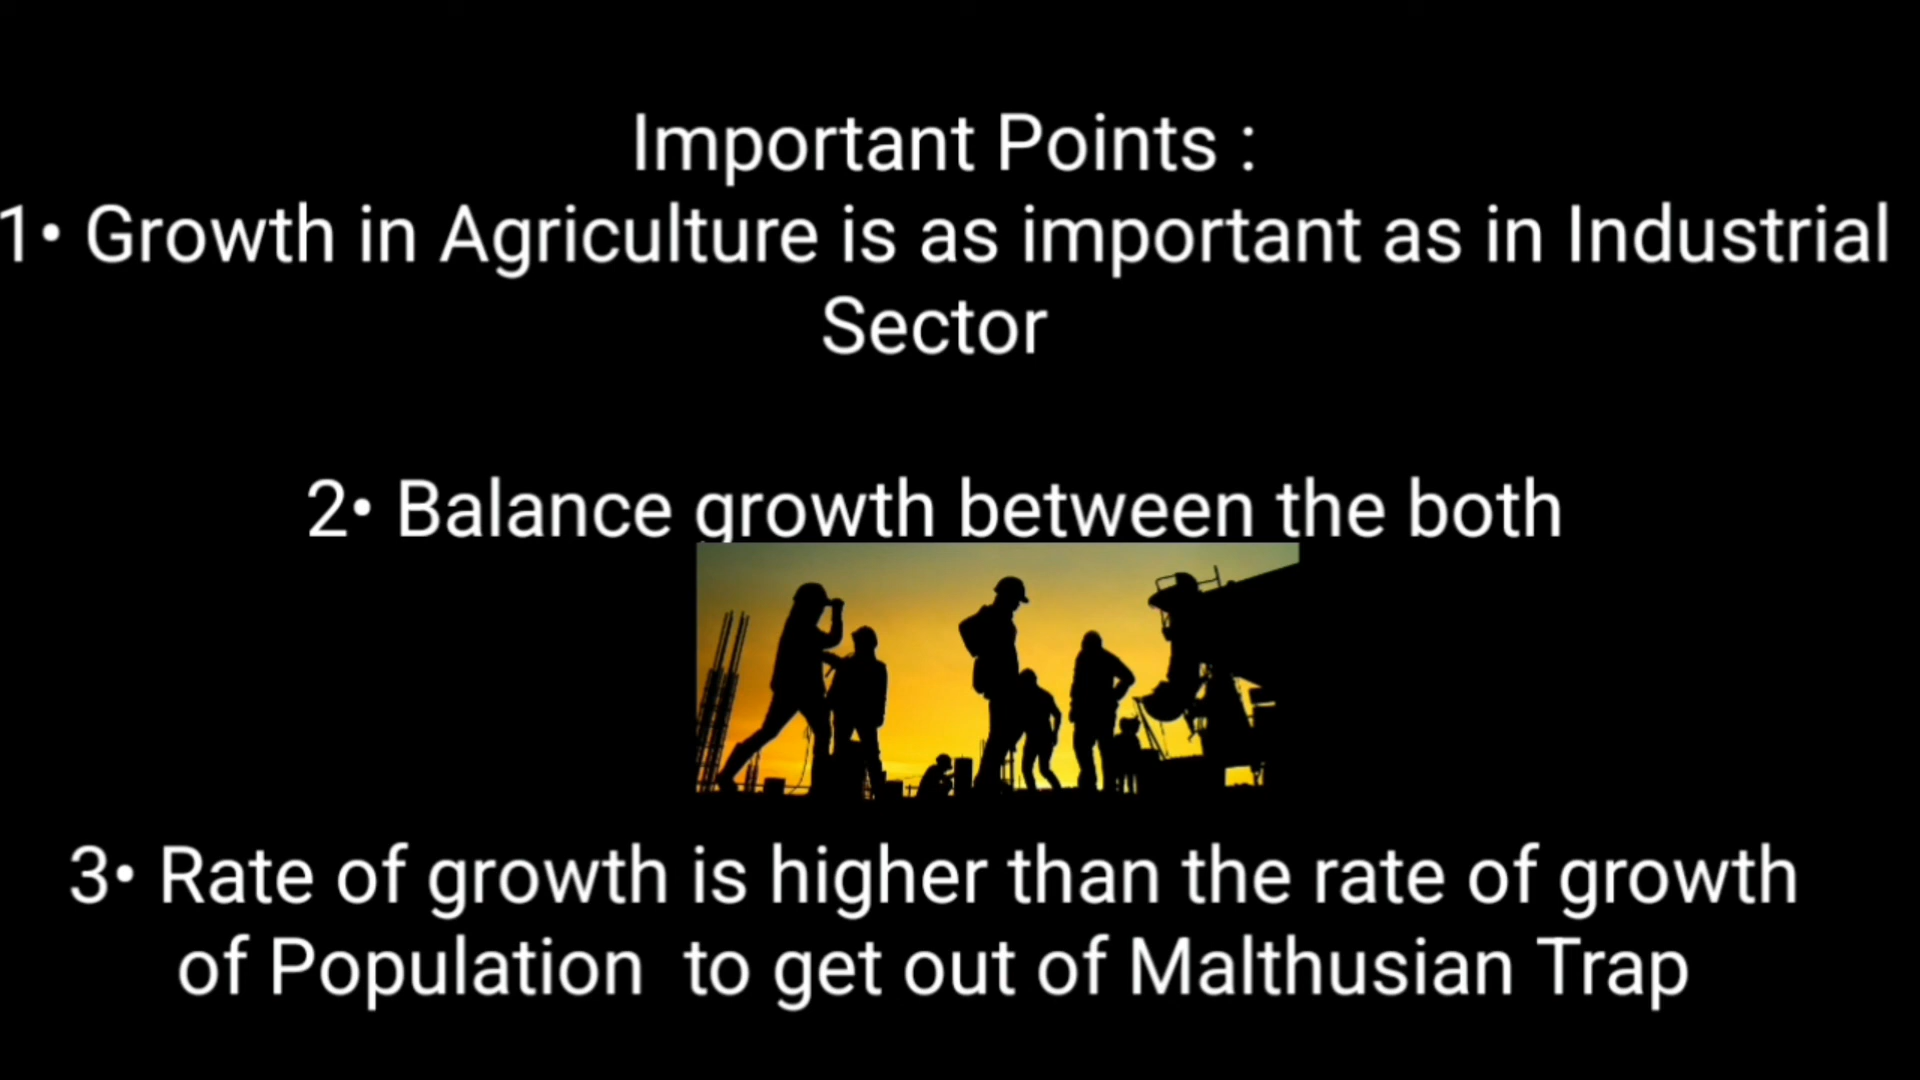 Important Points :
1• Growth in Agriculture is as important as in Industrial
Sector
2• Balance growth between the both
3• Rate of growth is higher than the rate of growth
of Population  to get out of Malthusian Trap